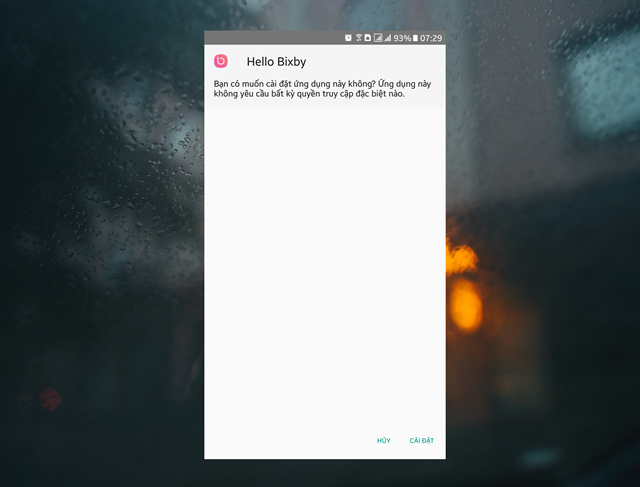 93% 07:29
Hello Bixby
Bạn có muốn cài đặt ứng dụng này không? Ứng dụng này
không yêu cầu bất kỳ quyền truy cập đặc biệt nào.
HỦY CÀI ĐẶT